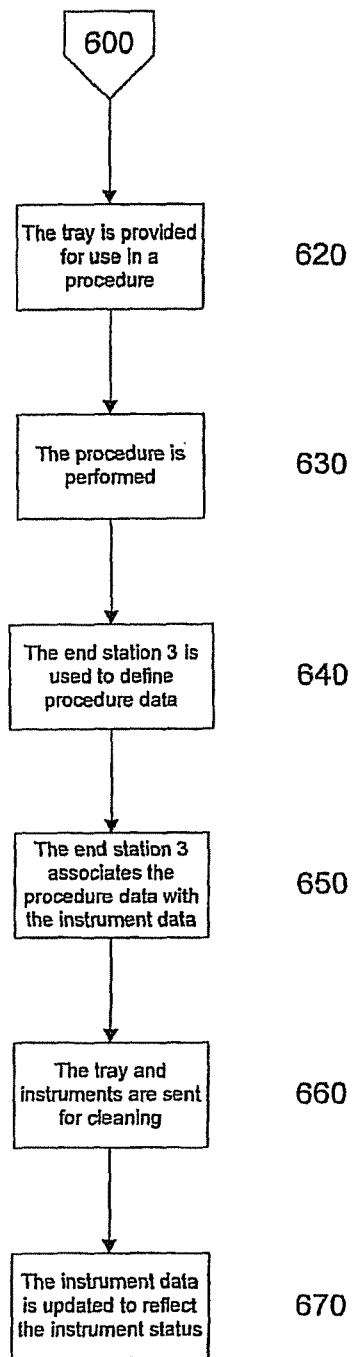 600
The tray is provided
for use in a
procedure
620
The procedure is
performed
630
The end station 3 is
used to define
procedure data
640
The end station 3
associates the
procedure data with
the instrument data
650
The tray and
instruments are sent
for cleaning
660
The instrument data
is updated to reflect
the instrument status
670